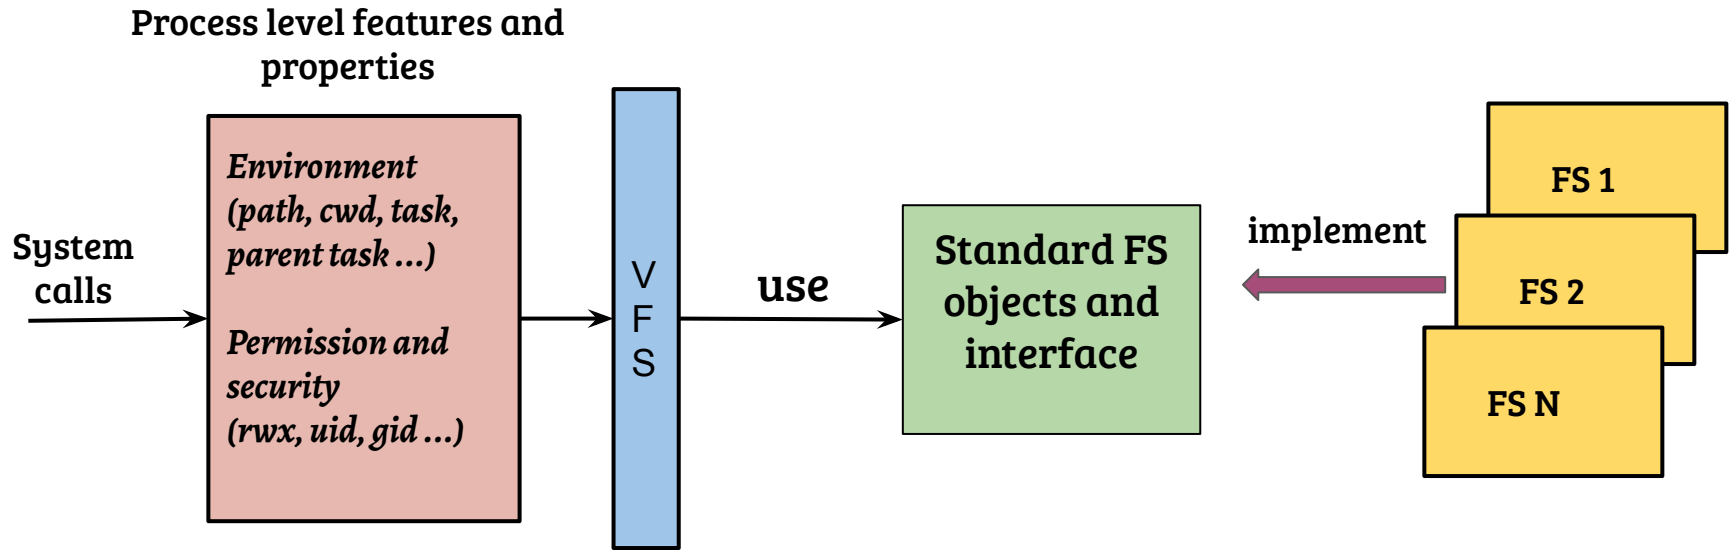 Process level features and
properties
System
calls
Environment
(path, cwd, task,
parent task ...)
Permission and
security
(rwx, uid, gid ...)
V
F
S
use
Standard FS
objects and
interface
implement
FS 1
FS 2
FS N